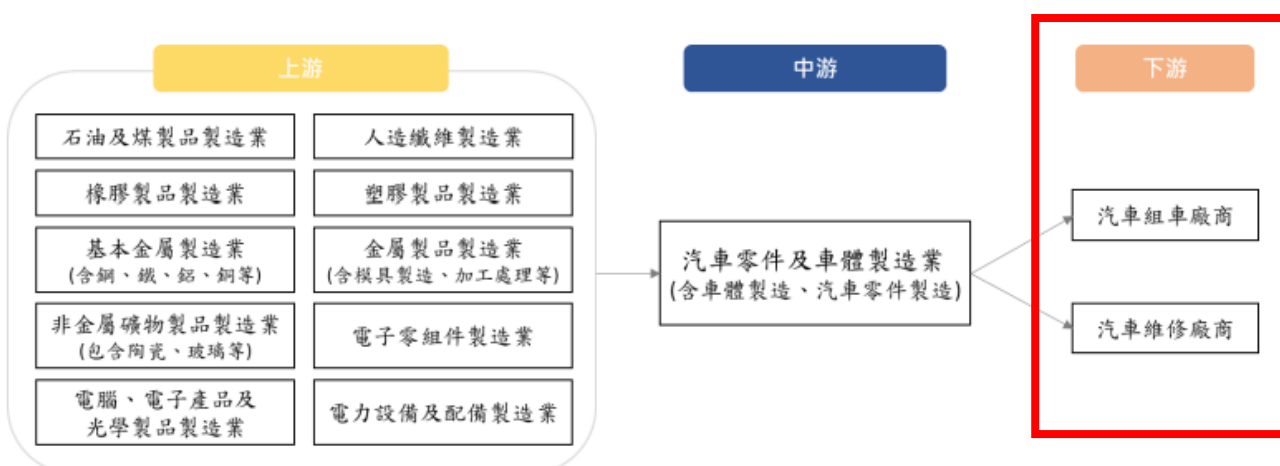 上游
中游
下游
石油及煤製品製造業
人造纖維製造業
橡膠製品製造業
塑膠製品製造業
基本金屬製造業
(含鋼、鐵、鋁、銅等)
金屬製品製造業
(含模具製造、加工處理等)
非金屬礦物製品製造業
(包含陶瓷、玻璃等)
電子零組件製造業
電腦、電子產品及
光學製品製造業
電力設備及配備製造業
汽車零件及車體製造業
(含車體製造、汽車零件製造)
汽車組車廠商
汽車維修廠商